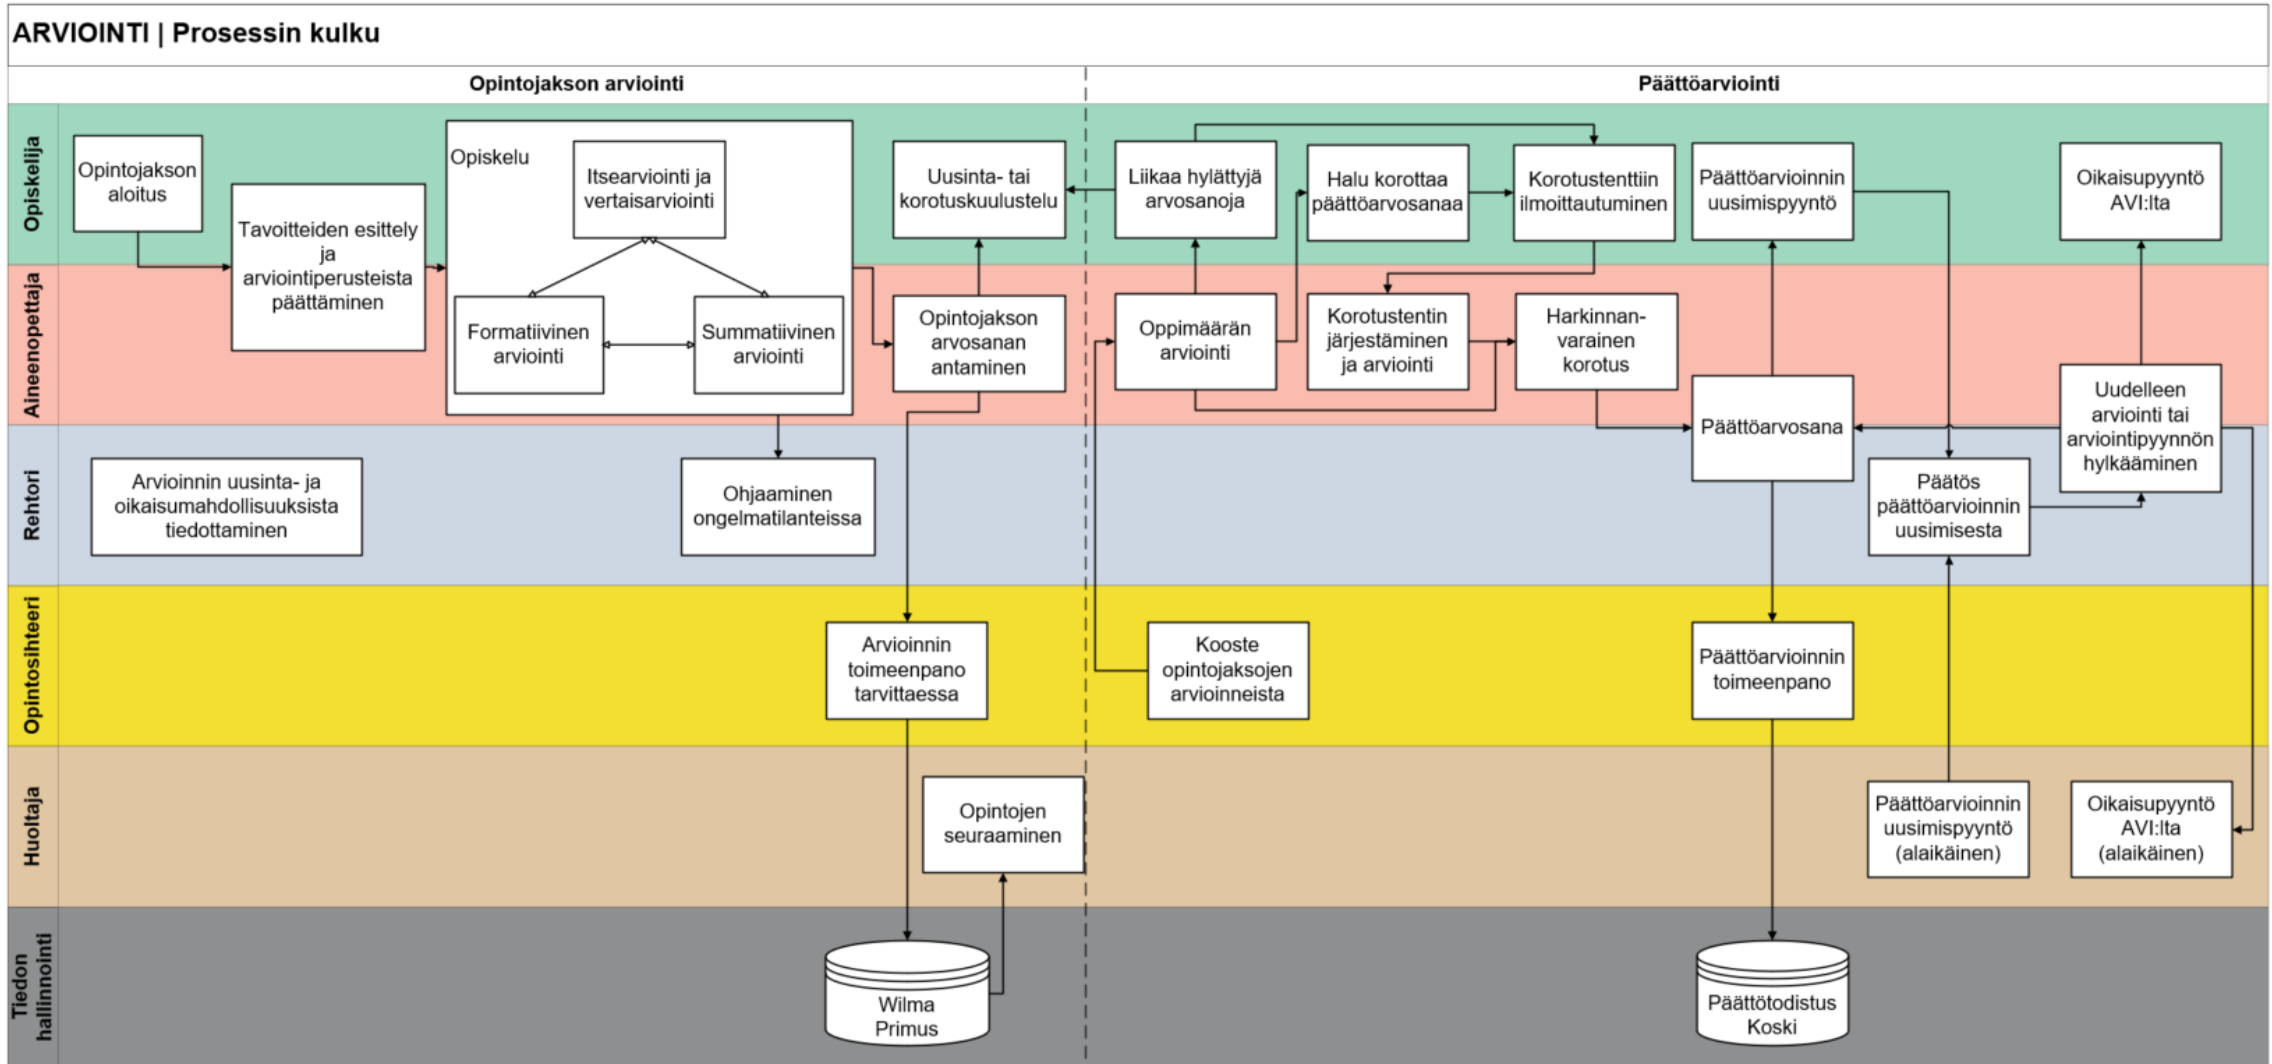 ARVIOINTI | Prosessin kulku
Opintojakson arviointi
Päättöarviointi
Opiskelija
Opintojakson
aloitus
Tavoitteiden esittely
ja
arviointiperusteista
päättäminen
Opiskelu
Itsearviointi ja
vertaisarviointi
Formatiivinen
arviointi
Summatiivinen
arviointi
Uusinta- tai
korotuskuulustelu
Liikaa hylättyjä
arvosanoja
Halu korottaa
päättöarvosanaa
Korotustenttiin
ilmoittautuminen
Päättöarvioinnin
uusimispyyntö
Oikaisupyyntö
AVI:lta
Aineenopettaja
Opintojakson
arvosanan
antaminen
Oppimäärän
arviointi
Korotustentin
järjestäminen
ja arviointi
Harkinnan-
varainen
korotus
Päättöarvosana
Uudelleen
arviointi tai
arviointipyynnön
hylkääminen
Rehtori
Arvioinnin uusinta- ja
oikaisumahdollisuuksista
tiedottaminen
Ohjaaminen
ongelmatilanteissa
Päätös
päättöarvioinnin
uusimisesta
Opintosihteeri
Arvioinnin
toimeenpano
tarvittaessa
Kooste
opintojaksojen
arvioinneista
Päättöarvioinnin
toimeenpano
Huoltaja
Opintojen
seuraaminen
Päättöarvioinnin
uusimispyyntö
(alaikäinen)
Oikaisupyyntö
AVI:lta
(alaikäinen)
Tiedon
hallinnointi
Wilma
Primus
Päättötodistus
Koski